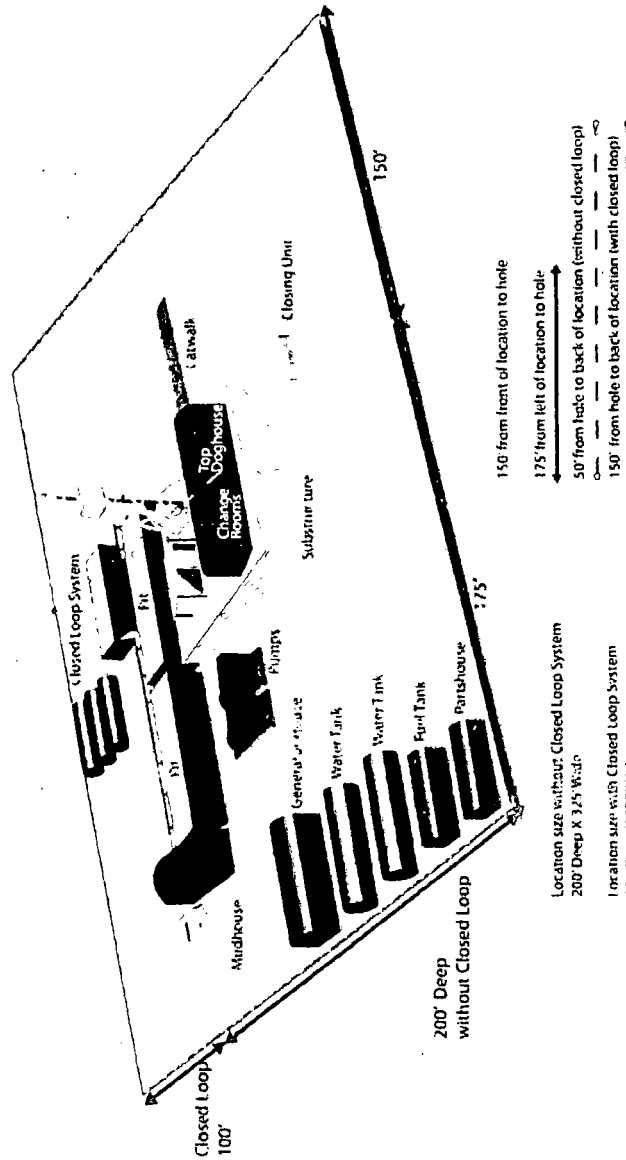 Closed Loop
100'
200' Deep
without Closed Loop
Closed Loop System
Pit
Pit
Mudhouse
Generator House
Water Tank
Water Tank
Fuel Tank
Partshouse
Pumps
Change
Rooms
Top
Doghouse
Catwalk
Substructure
Closing Unit
175'
150'
Location size without Closed Loop System
200' Deep X 325' Wide
Location size with Closed Loop System
150' from front of location to hole
175' from left of location to hole
50' from hole to back of location (without closed loop)
150' from hole to back of location (with closed loop)